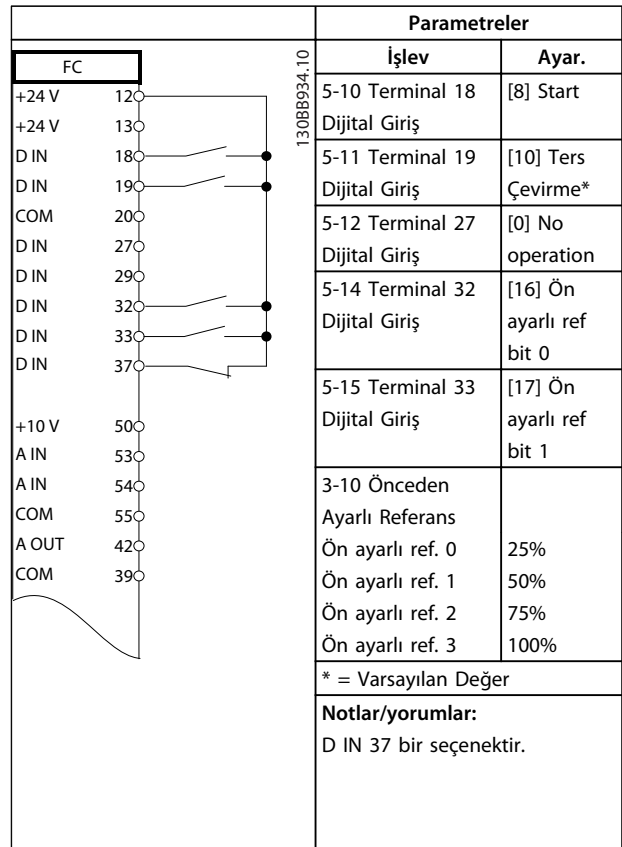 FC
+24 V 12
+24 V 13
D IN 18
D IN 19
COM 20
D IN 27
D IN 29
D IN 32
D IN 33
D IN 37
+10 V 50
A IN 53
A IN 54
COM 55
A OUT 42
COM 39
130BB934.10
Parametreler
İşlev Ayar.
5-10 Terminal 18 [8] Start
Dijital Giriş
5-11 Terminal 19 [10] Ters
Dijital Giriş Çevirme*
5-12 Terminal 27 [0] No
Dijital Giriş operation
5-14 Terminal 32 [16] Ön
Dijital Giriş ayarlı ref
bit 0
5-15 Terminal 33 [17] Ön
Dijital Giriş ayarlı ref
bit 1
3-10 Önceden
Ayarlı Referans
Ön ayarlı ref. 0 25%
Ön ayarlı ref. 1 50%
Ön ayarlı ref. 2 75%
Ön ayarlı ref. 3 100%
* = Varsayılan Değer
Notlar/yorumlar:
D IN 37 bir seçenektir.